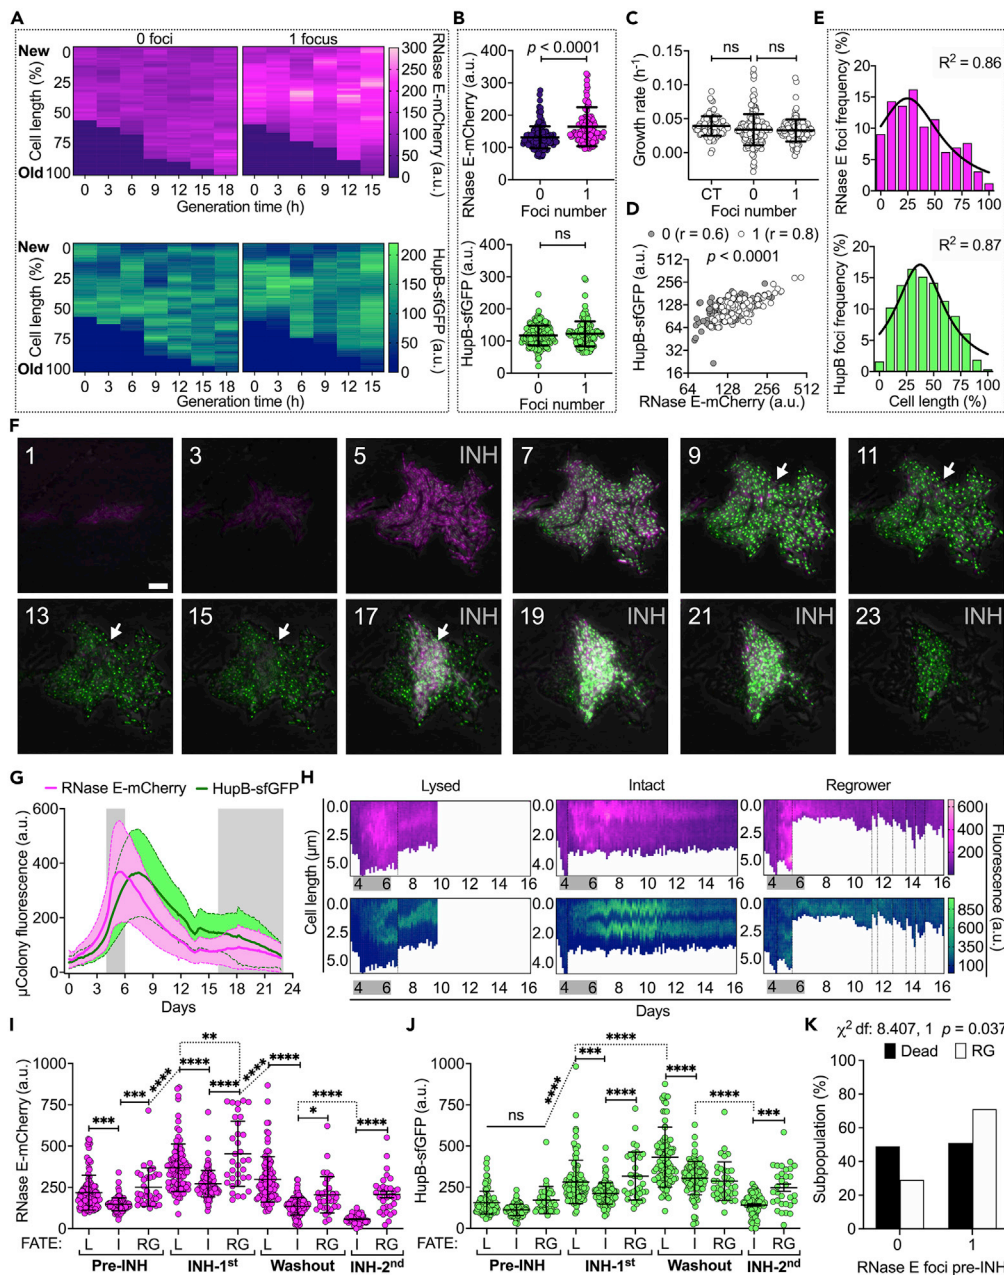 A
0 foci
1 focus
New
0
25
50
75
Old
100
Cell length (%)
0 3 6 9 12 15 18
0 3 6 9 12 15
Generation time (h)
Generation time (h)
300
250
200
150
100
50
0
RNase E-mCherry (a.u.)
New
0
25
50
75
Old
100
Cell length (%)
0 3 6 9 12 15 18
0 3 6 9 12 15
Generation time (h)
Generation time (h)
200
150
100
50
0
HupB-sfGFP (a.u.)
B
RNase E-mCherry (a.u.)
400
300
200
100
0
p < 0.0001
0 1
Foci number
HupB-sfGFP (a.u.)
400
300
200
100
0
ns
0 1
Foci number
C
Growth rate (h-1)
0.15
0.10
0.05
0.00
ns ns
CT 0 1
Foci number
D
0 (r = 0.6) 1 (r = 0.8)
p < 0.0001
HupB-sfGFP (a.u.)
512
256
128
64
32
16
64 128 256 512
RNase E-mCherry (a.u.)
E
R2 = 0.86
RNase E foci frequency (%)
20
15
10
5
0
0 25 50 75 100
R2 = 0.87
HupB foci frequency (%)
20
15
10
5
0
0 25 50 75 100
Cell length (%)
F
1
3
5 INH
7
9
11
13
15
17 INH
19 INH
21 INH
23 INH
G
RNase E-mCherry HupB-sfGFP
µColony fluorescence (a.u.)
600
400
200
0
0 3 6 9 12 15 18 21 24
Days
H
Lysed
Intact
Regrower
Cell length (µm)
0.0
2.5
5.0
0.0
2.0
4.0
0.0
2.5
5.0
4 6 8 10 12 14 16
4 6 8 10 12 14 16
4 6 8 10 12 14 16
600
400
200
0.0
2.5
5.0
0.0
2.0
4.0
0.0
2.5
5.0
4 6 8 10 12 14 16
4 6 8 10 12 14 16
4 6 8 10 12 14 16
850
600
350
100
Fluorescence (a.u.)
Days
I
RNase E-mCherry (a.u.)
1000
750
500
250
0
*** *** **** **** ** **** **** **** * **** ****
FATE: L I RG L I RG L I RG I RG
Pre-INH INH-1st Washout INH-2nd
J
HupB-sfGFP (a.u.)
1000
750
500
250
0
ns **** *** **** **** **** **** ***
FATE: L I RG L I RG L I RG I RG
Pre-INH INH-1st Washout INH-2nd
K
χ2 df: 8.407, 1 p = 0.037
Dead RG
Subpopulation (%)
100
80
60
40
20
0
0 1
RNase E foci pre-INH